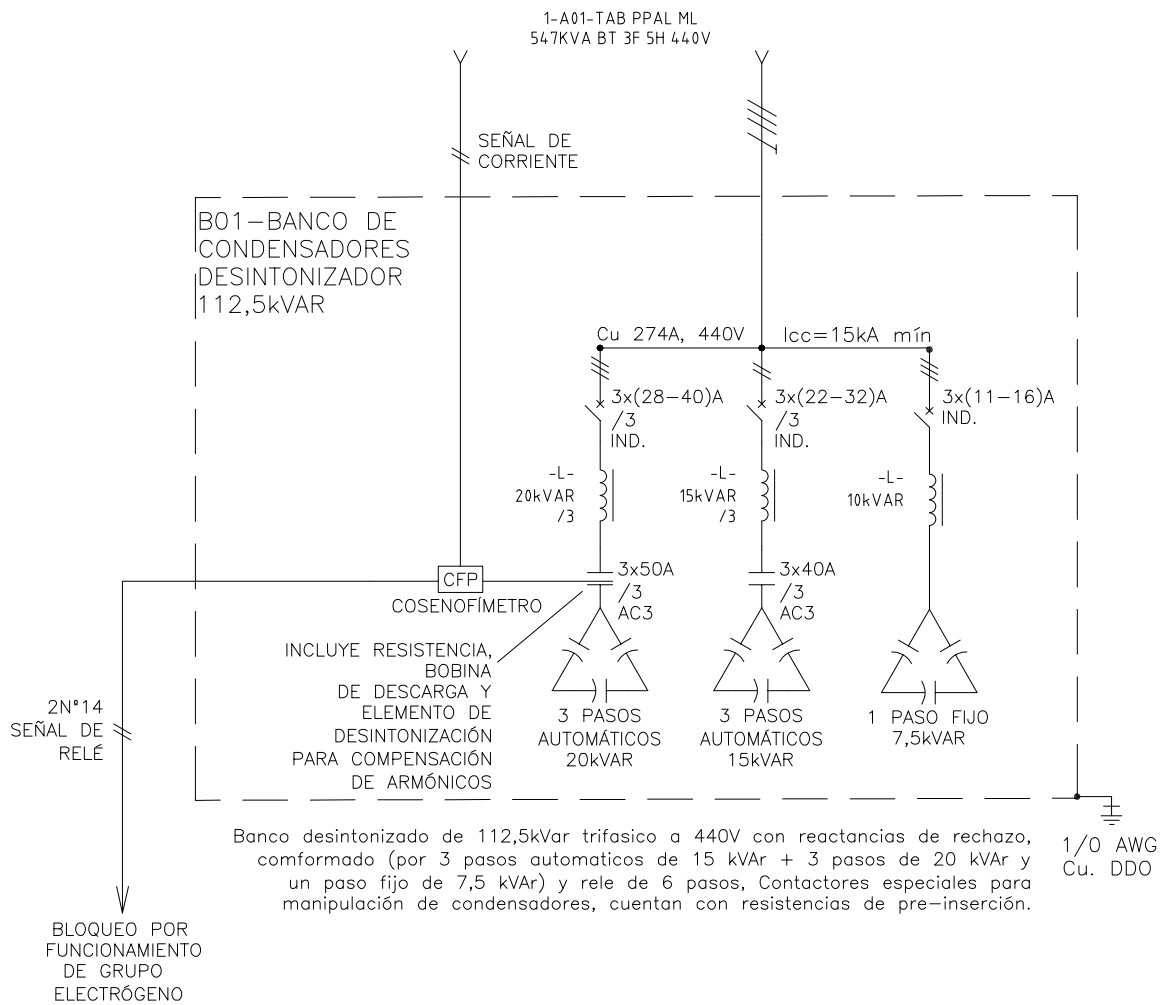 1-A01-TAB PPAL ML
547KVA BT 3F 5H 440V
SEÑAL DE
CORRIENTE
B01-BANCO DE
CONDENSADORES
DESINTONIZADOR
112,5kVAR
Cu 274A, 440V
Icc=15kA mín
3x(28-40)A
/3
IND.
3x(22-32)A
/3
IND.
3x(11-16)A
IND.
-L-
20kVAR
/3
-L-
15kVAR
/3
-L-
10kVAR
CFP
COSENOFÍMETRO
3x50A
/3
AC3
3x40A
/3
AC3
INCLUYE RESISTENCIA,
BOBINA
DE DESCARGA Y
ELEMENTO DE
DESINTONIZACIÓN
PARA COMPENSACIÓN
DE ARMÓNICOS
3 PASOS
AUTOMÁTICOS
20kVAR
3 PASOS
AUTOMÁTICOS
15kVAR
1 PASO FIJO
7,5kVAR
2N°14
SEÑAL DE
RELÉ
Banco desintonizado de 112,5kVar trifasico a 440V con reactancias de rechazo,
comformado (por 3 pasos automaticos de 15 kVAr + 3 pasos de 20 kVAr y
un paso fijo de 7,5 kVAr) y rele de 6 pasos, Contactores especiales para
manipulación de condensadores, cuentan con resistencias de pre-inserción.
1/0 AWG
Cu. DDO
BLOQUEO POR
FUNCIONAMIENTO
DE GRUPO
ELECTRÓGENO